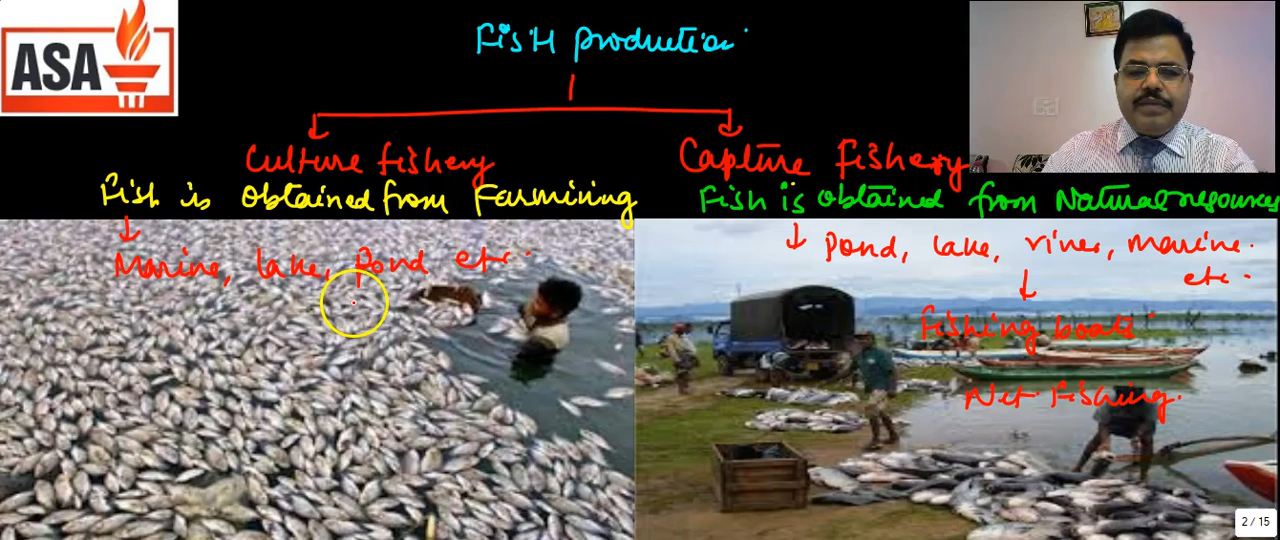 ASA
Fish production
Culture fishery
Capture Fishery
Fish is obtained from Farmining
Fish is obtained from Natural resources
Marine, lake, Pond etc.
Pond, lake, river, marine.
etc.
Fishing boats
Net Fishing.
2 / 15